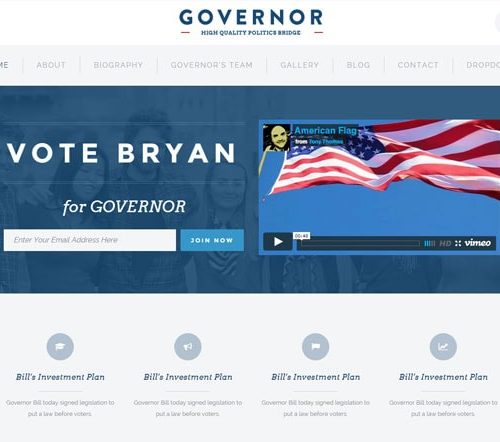 GOVERNOR
HIGH QUALITY POLITICS BRIDGE
ME ABOUT BIOGRAPHY GOVERNOR'S TEAM GALLERY BLOG CONTACT DROPDO
VOTE BRYAN
for GOVERNOR
Enter Your Email Address Here
JOIN NOW
American Flag
from Tony Thomas
00:48
HD vimeo
Bill's Investment Plan Bill's Investment Plan Bill's Investment Plan Bill's Investment Plan
Governor Bill today signed legislation to Governor Bill today signed legislation to Governor Bill today signed legislation to Governor Bill today signed legislation to
put a law before voters. put a law before voters. put a law before voters. put a law before voters.